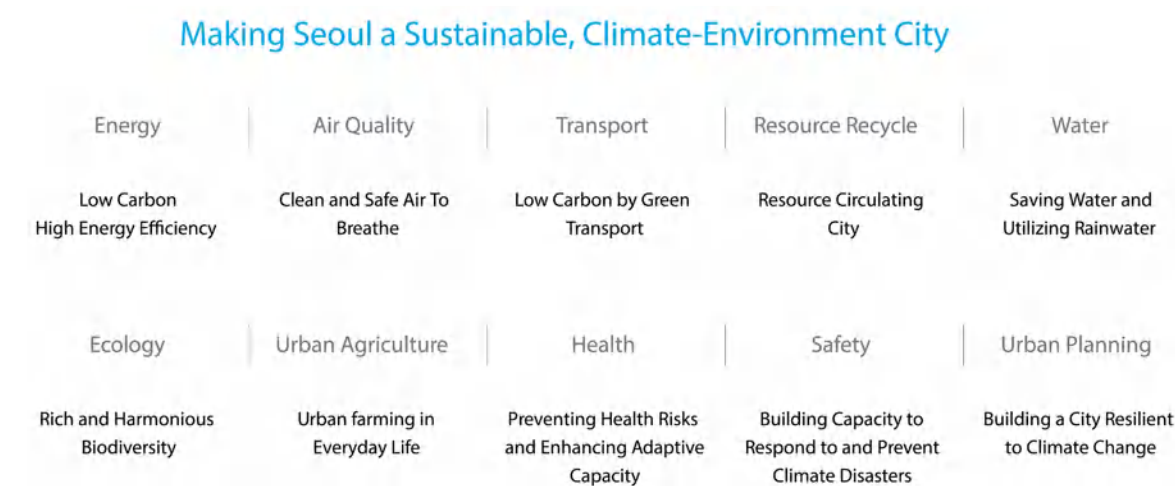 Making Seoul a Sustainable, Climate-Environment City
Energy
Air Quality
Transport
Resource Recycle
Water
Low Carbon
High Energy Efficiency
Clean and Safe Air To
Breathe
Low Carbon by Green
Transport
Resource Circulating
City
Saving Water and
Utilizing Rainwater
Ecology
Urban Agriculture
Health
Safety
Urban Planning
Rich and Harmonious
Biodiversity
Urban farming in
Everyday Life
Preventing Health Risks
and Enhancing Adaptive
Capacity
Building Capacity to
Respond to and Prevent
Climate Disasters
Building a City Resilient
to Climate Change